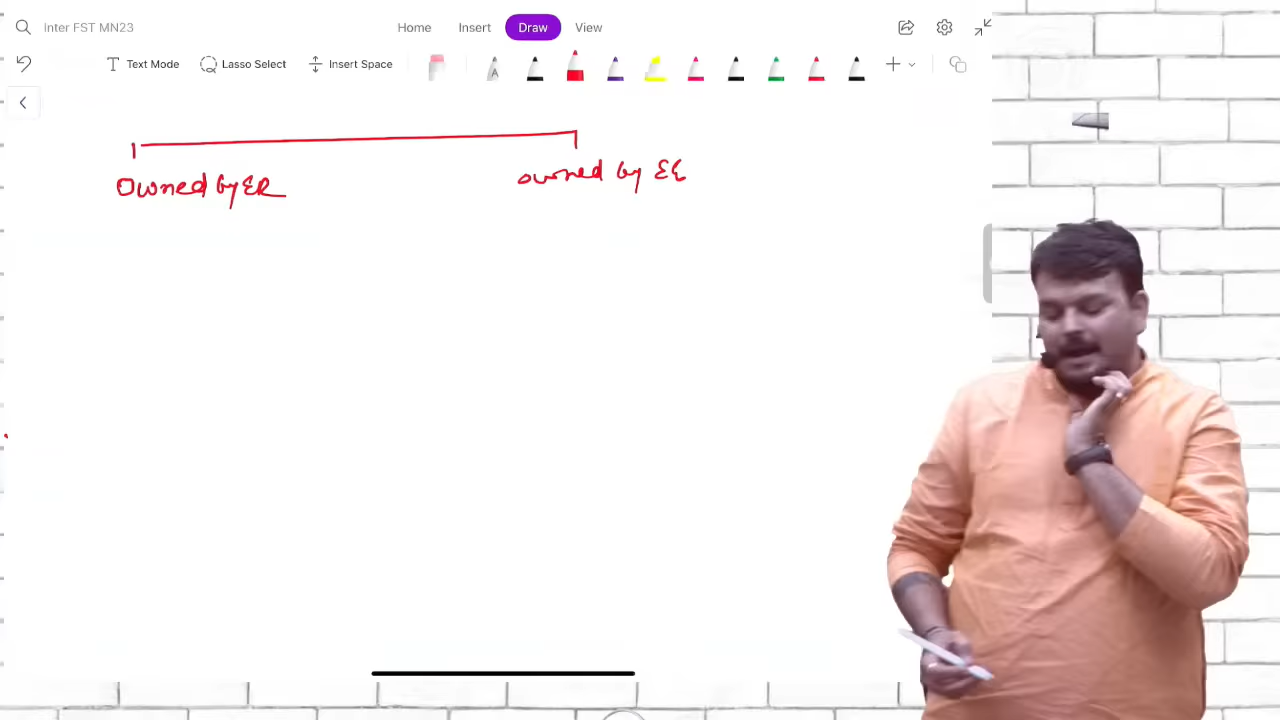 inter FST MN23
Home Insert Draw View
Text Mode Lasso Select Insert Space
Owned by ER
owned by EE